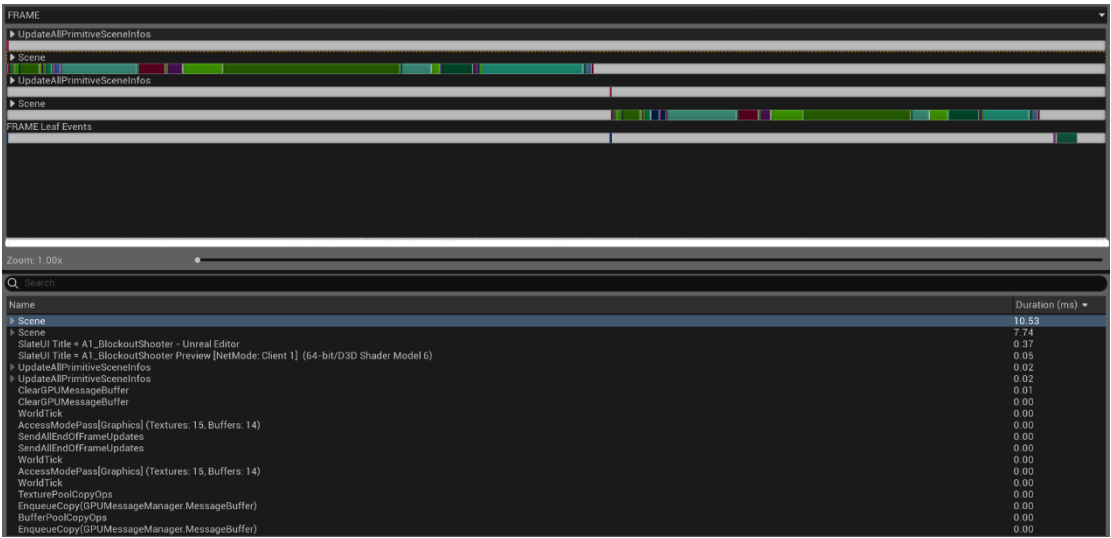 FRAME
UpdateAllPrimitiveSceneInfos
Scene
UpdateAllPrimitiveSceneInfos
Scene
FRAME Leaf Events
Zoom: 1.00x
Search
Name Duration (ms)
Scene 10.53
Scene 7.74
SlateUI Title = A1_BlockoutShooter - Unreal Editor 0.37
SlateUI Title = A1_BlockoutShooter Preview [NetMode: Client 1] (64-bit/D3D Shader Model 6) 0.05
UpdateAllPrimitiveSceneInfos 0.02
UpdateAllPrimitiveSceneInfos 0.02
ClearGPUMessageBuffer 0.01
ClearGPUMessageBuffer 0.00
WorldTick 0.00
AccessModePass[Graphics] (Textures: 15, Buffers: 14) 0.00
SendAllEndOfFrameUpdates 0.00
SendAllEndOfFrameUpdates 0.00
WorldTick 0.00
AccessModePass[Graphics] (Textures: 15, Buffers: 14) 0.00
WorldTick 0.00
TexturePoolCopyOps 0.00
EnqueueCopy(GPUMessageManager.MessageBuffer) 0.00
BufferPoolCopyOps 0.00
EnqueueCopy(GPUMessageManager.MessageBuffer) 0.00